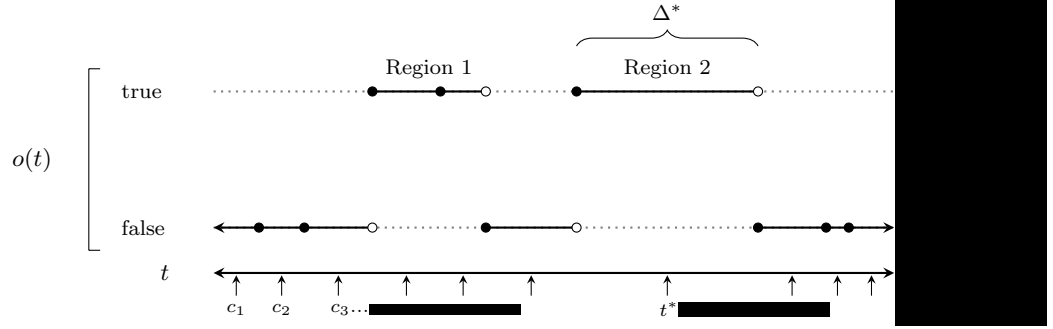 Δ*
Region 1
Region 2
true
o(t)
false
t
c₁
c₂
c₃...
t*